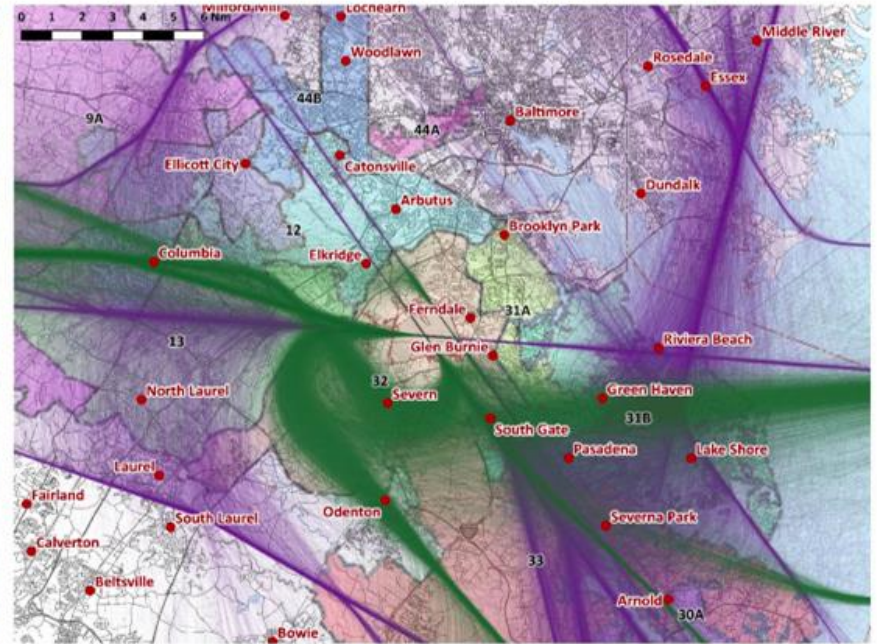 0 1 2 3 4 5 6 Nm
Milford Mill
Lochearn
Middle River
Woodlawn
Rosedale
Essex
44B
9A
44A
Baltimore
Ellicott City
Catonsville
Dundalk
Arbutus
12
Brooklyn Park
Columbia
Elkridge
Ferndale
31A
13
Glen Burnie
Riviera Beach
32
North Laurel
Severn
Green Haven
31B
South Gate
Pasadena
Lake Shore
Laurel
Fairland
Odenton
South Laurel
Severna Park
Calverton
33
Beltsville
Arnold
30A
Bowie